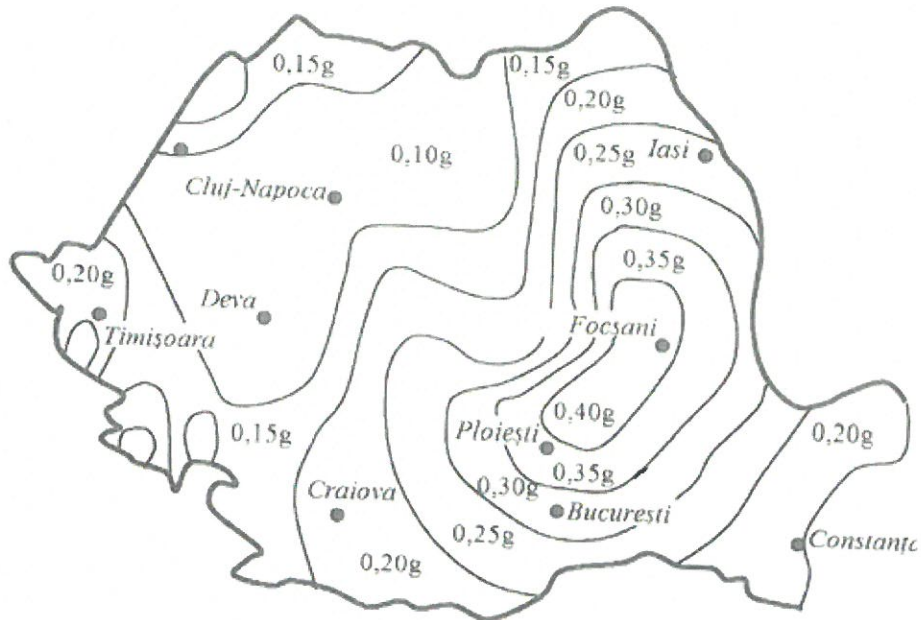 0,15g
0,15g
0,20g
0,10g
0,25g
Iasi
Cluj-Napoca
0,30g
0,35g
0,20g
Deva
Focsani
Timişoara
0,40g
0,15g
Ploieşti
0,20g
0,35g
Craiova
0,30g
Bucureşti
0,25g
Constanţa
0,20g